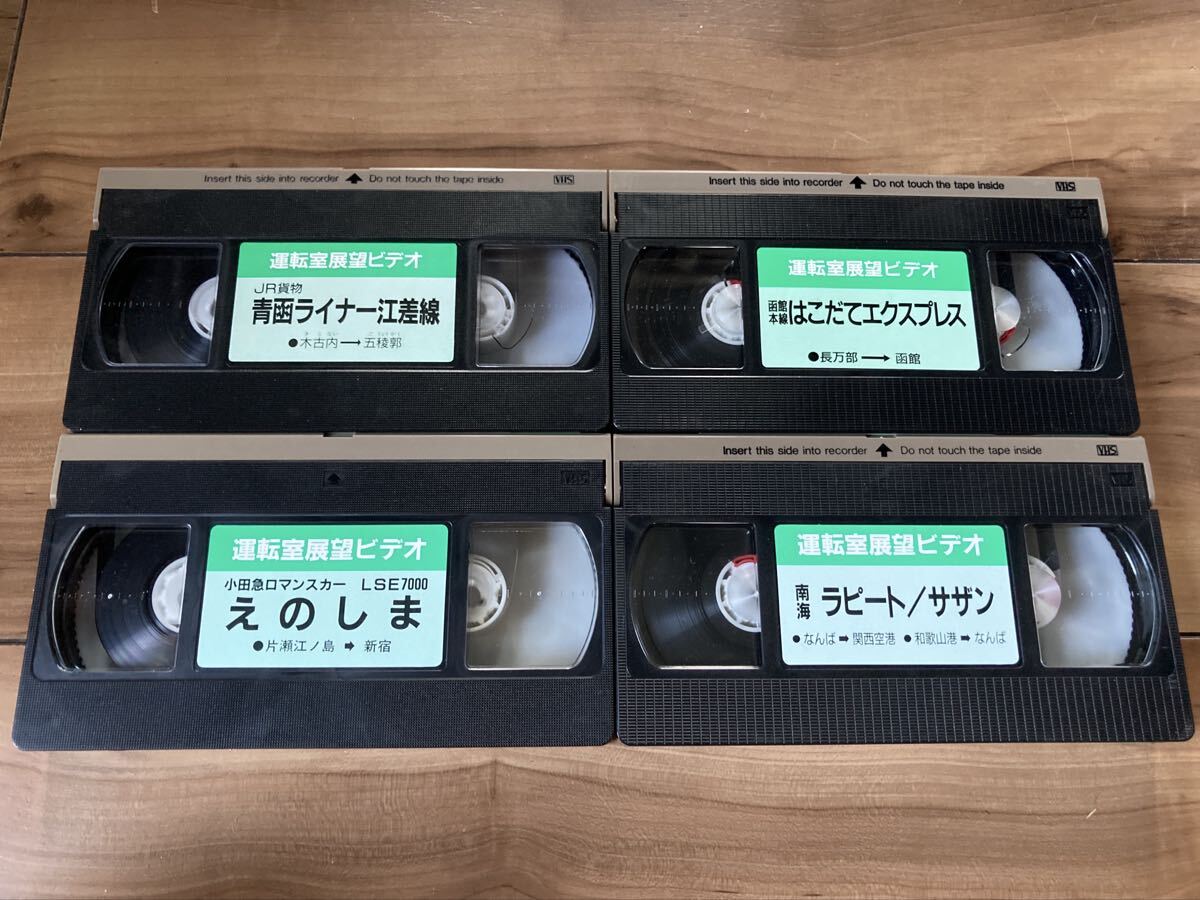 Insert this side into recorder ▲ Do not touch the tape inside VHS
運転室展望ビデオ
JR貨物
青函ライナー江差線
●木古内→五稜郭
Insert this side into recorder ▲ Do not touch the tape inside VHS
運転室展望ビデオ
函館本線 はこだてエクスプレス
●長万部→函館
VHS
運転室展望ビデオ
小田急ロマンスカー LSE7000
えのしま
●片瀬江ノ島➡新宿
Insert this side into recorder ▲ Do not touch the tape inside VHS
運転室展望ビデオ
南海 ラピート/サザン
●なんば➡関西空港 ●和歌山港➡なんば